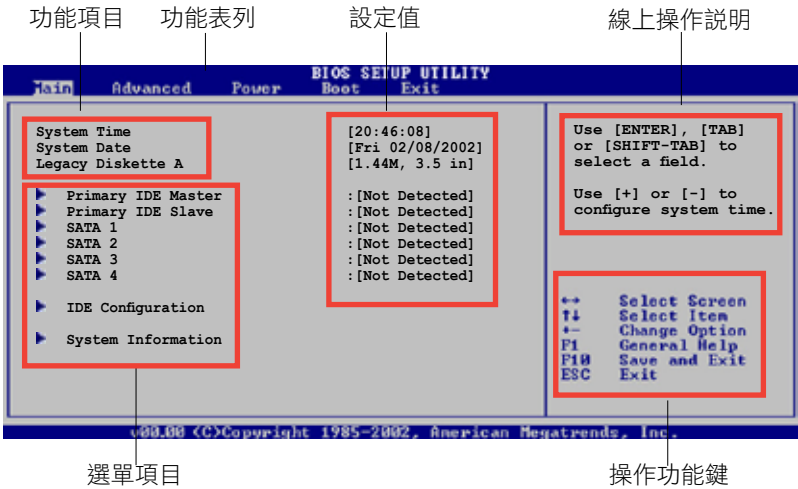 功能項目 功能表列 設定值 線上操作說明
BIOS SETUP UTILITY
Main Advanced Power Boot Exit
System Time [20:46:08]
System Date [Fri 02/08/2002]
Legacy Diskette A [1.44M, 3.5 in]
Primary IDE Master :[Not Detected]
Primary IDE Slave :[Not Detected]
SATA 1 :[Not Detected]
SATA 2 :[Not Detected]
SATA 3 :[Not Detected]
SATA 4 :[Not Detected]
IDE Configuration
System Information
Use [ENTER], [TAB]
or [SHIFT-TAB] to
select a field.
Use [+] or [-] to
configure system time.
↔ Select Screen
↑↓ Select Item
+- Change Option
F1 General Help
F10 Save and Exit
ESC Exit
v00.00 (C)Copyright 1985-2002, American Megatrends, Inc.
選單項目 操作功能鍵